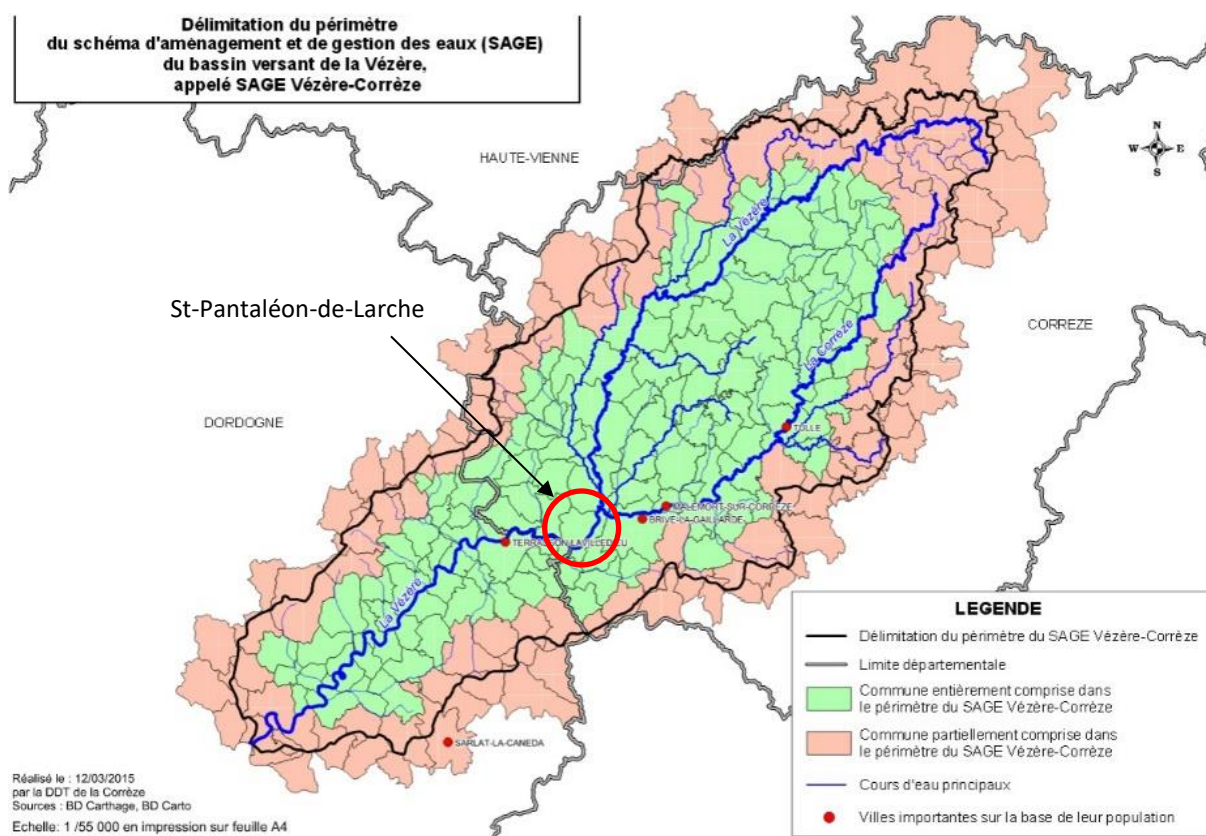 Délimitation du périmètre
du schéma d'aménagement et de gestion des eaux (SAGE)
du bassin versant de la Vézère,
appelé SAGE Vézère-Corrèze
HAUTE-VIENNE
N
W E
S
La Vézère
St-Pantaléon-de-Larche
CORREZE
La Corrèze
DORDOGNE
TULLE
MALEMORT-SUR-CORREZE
BRIVE-LA-GAILLARDE
TERRASSON-LAVILLEDIEU
La Vézère
SARLAT-LA-CANEDA
LEGENDE
Délimitation du périmètre du SAGE Vézère-Corrèze
Limite départementale
Commune entièrement comprise dans
le périmètre du SAGE Vézère-Corrèze
Commune partiellement comprise dans
le périmètre du SAGE Vézère-Corrèze
Cours d'eau principaux
Villes importantes sur la base de leur population
Réalisé le : 12/03/2015
par la DDT de la Corrèze
Sources : BD Carthage, BD Carto
Echelle: 1 /55 000 en impression sur feuille A4